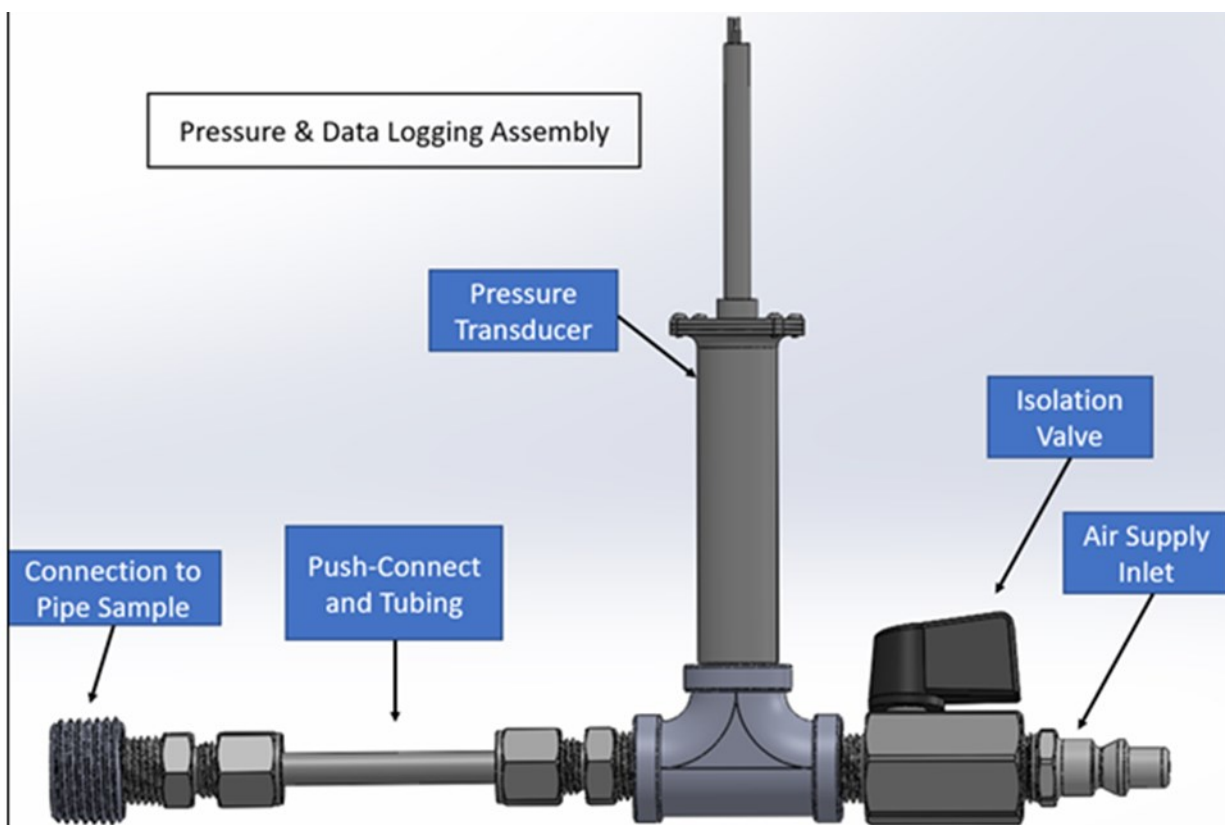 Pressure & Data Logging Assembly
Pressure
Transducer
Isolation
Valve
Air Supply
Inlet
Push-Connect
and Tubing
Connection to
Pipe Sample